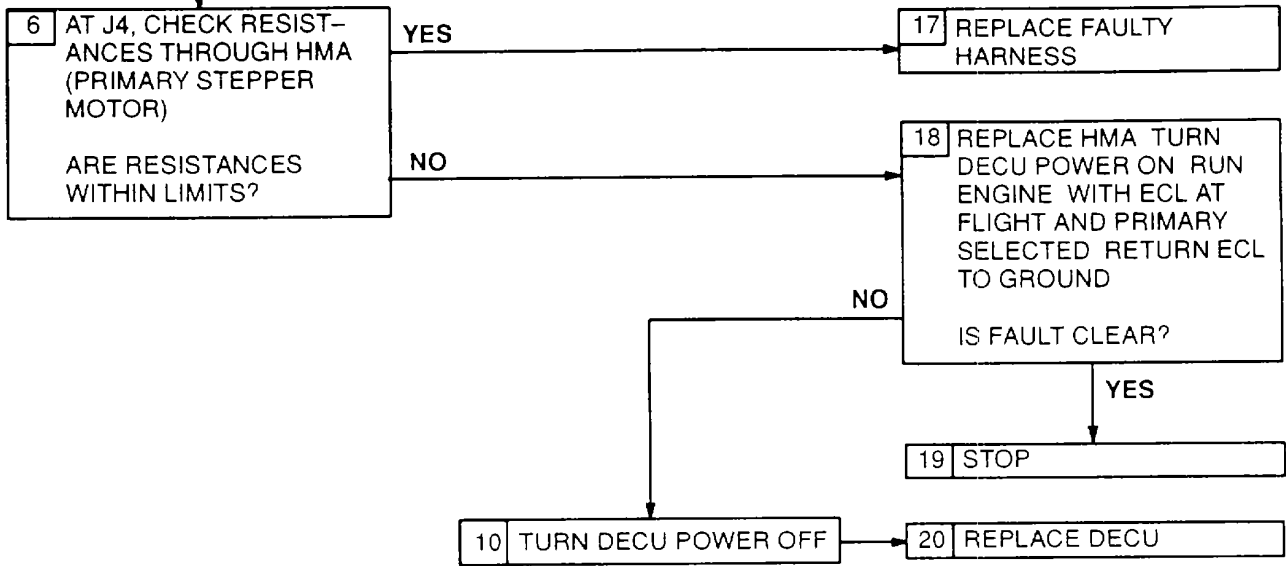 6 AT J4, CHECK RESIST–
ANCES THROUGH HMA
(PRIMARY STEPPER
MOTOR)
ARE RESISTANCES
WITHIN LIMITS?
YES
17 REPLACE FAULTY
HARNESS
NO
18 REPLACE HMA TURN
DECU POWER ON RUN
ENGINE WITH ECL AT
FLIGHT AND PRIMARY
SELECTED RETURN ECL
TO GROUND
IS FAULT CLEAR?
NO
YES
19 STOP
10 TURN DECU POWER OFF
20 REPLACE DECU